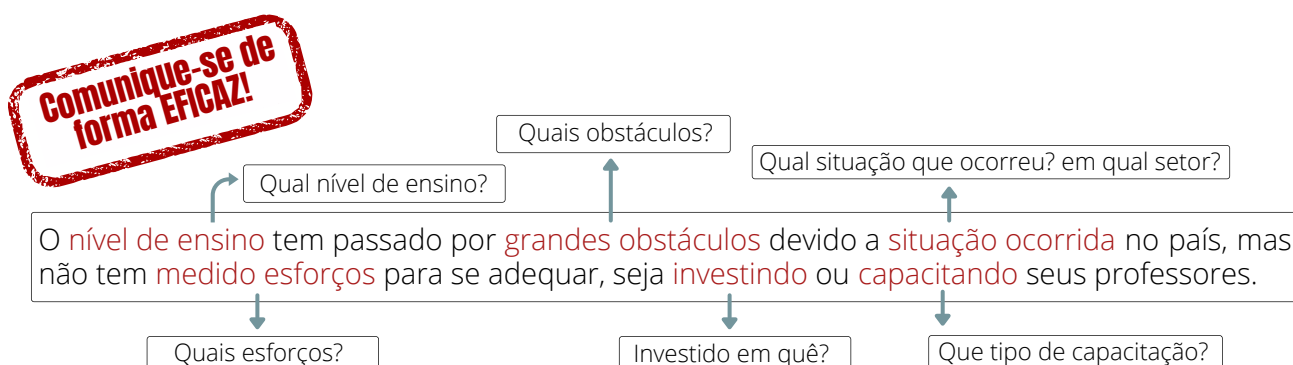 Comunique-se de
forma EFICAZ!
Quais obstáculos?
Qual situação que ocorreu? em qual setor?
Qual nível de ensino?
O nível de ensino tem passado por grandes obstáculos devido a situação ocorrida no país, mas
não tem medido esforços para se adequar, seja investindo ou capacitando seus professores.
Quais esforços?
Investido em quê?
Que tipo de capacitação?